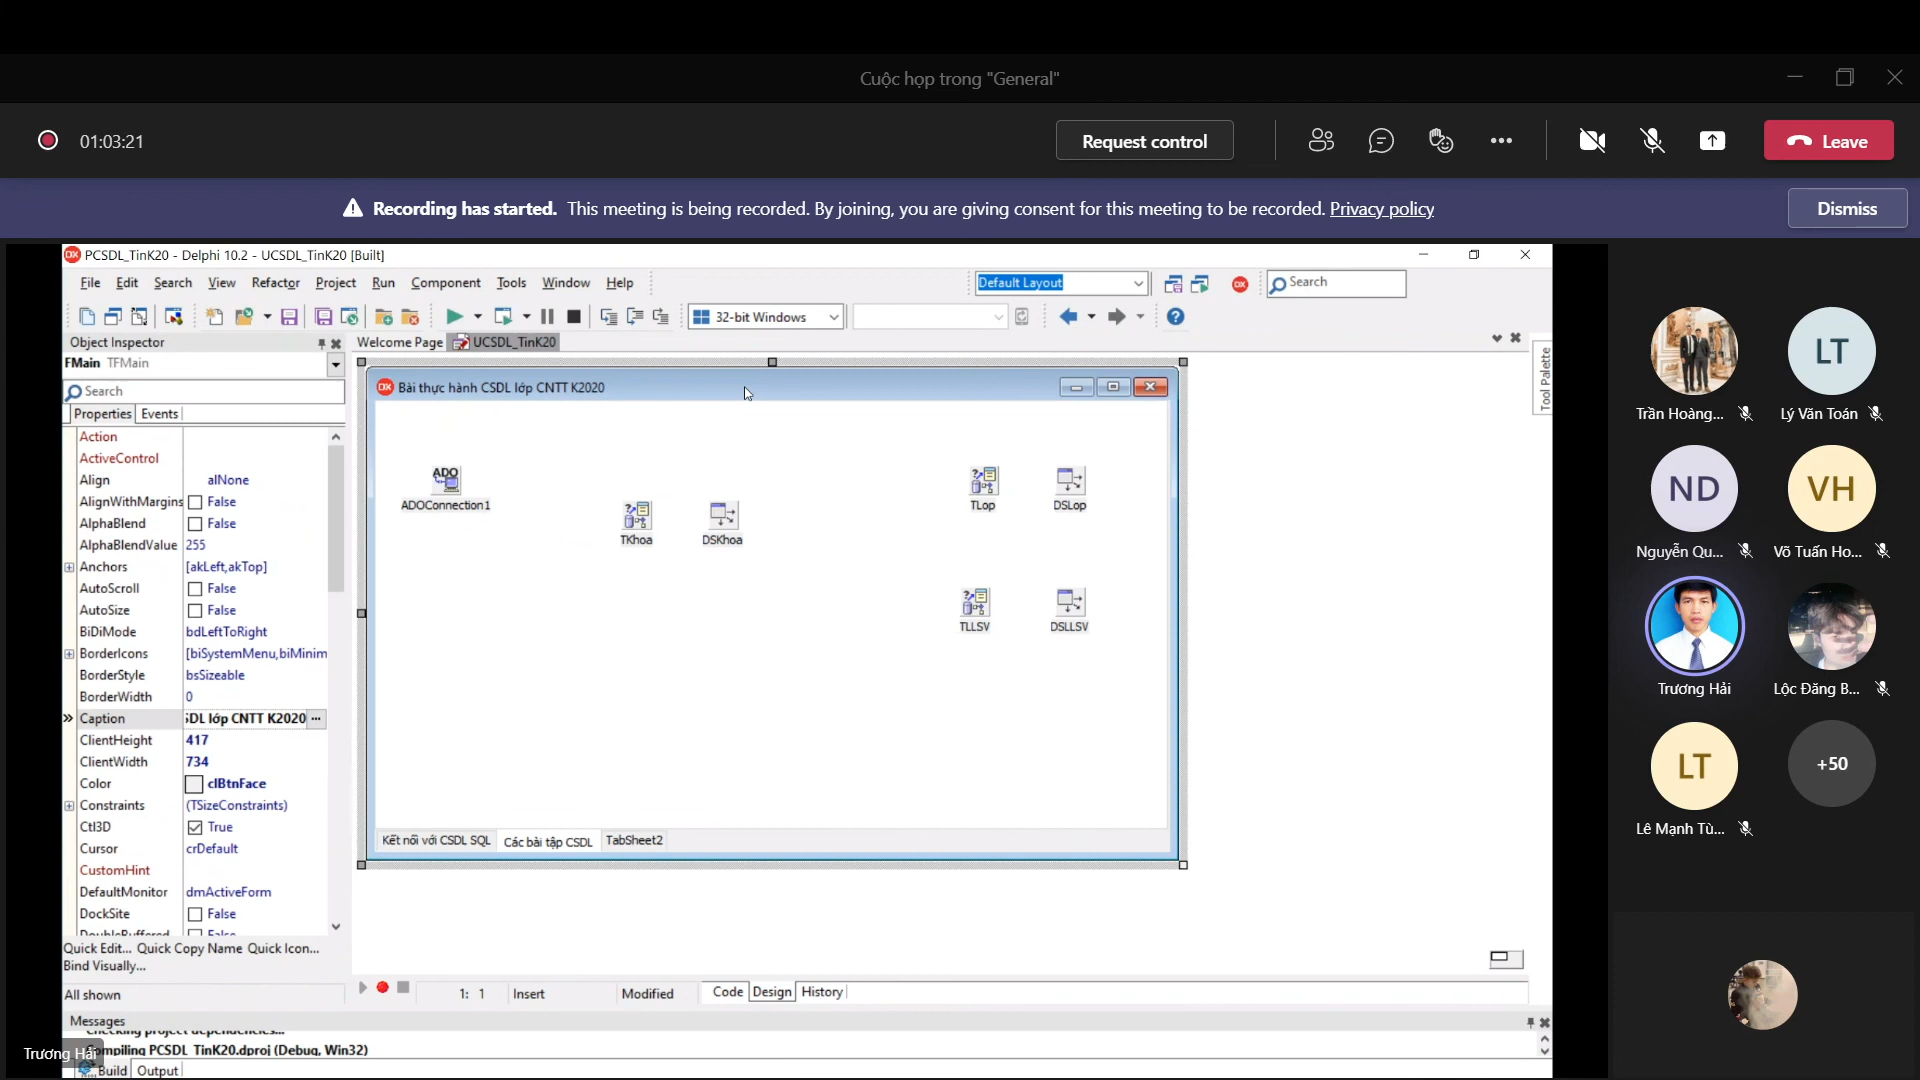 Cuộc họp trong "General"
01:03:21
Request control
Leave
Recording has started. This meeting is being recorded. By joining, you are giving consent for this meeting to be recorded. Privacy policy
Dismiss
PCSDL_TinK20 - Delphi 10.2 - UCSDL_TinK20 [Built]
File Edit Search View Refactor Project Run Component Tools Window Help
Default Layout
Search
32-bit Windows
Object Inspector
Welcome Page
UCSDL_TinK20
FMain TFMain
Search
Properties Events
Action
ActiveControl
Align alNone
AlignWithMargins False
AlphaBlend False
AlphaBlendValue 255
Anchors [akLeft,akTop]
AutoScroll False
AutoSize False
BiDiMode bdLeftToRight
BorderIcons [biSystemMenu,biMinim
BorderStyle bsSizeable
BorderWidth 0
Caption SDL lớp CNTT K2020 ...
ClientHeight 417
ClientWidth 734
Color clBtnFace
Constraints (TSizeConstraints)
Ctl3D True
Cursor crDefault
CustomHint
DefaultMonitor dmActiveForm
DockSite False
DoubleBuffered False
Quick Edit... Quick Copy Name Quick Icon...
Bind Visually...
All shown
Bài thực hành CSDL lớp CNTT K2020
ADO
ADOConnection1
TKhoa
DSKhoa
TLop
DSLop
TLLSV
DSLLSV
Kết nối với CSDL SQL
Các bài tập CSDL
TabSheet2
Tool Palette
1: 1
Insert
Modified
Code Design History
Messages
Checking project dependencies...
Compiling PCSDL_TinK20.dproj (Debug, Win32)
Build Output
Trương Hải
Trần Hoàng...
LT
Lý Văn Toán
ND
Nguyễn Qu...
VH
Võ Tuấn Ho...
Trương Hải
Lộc Đăng B...
LT
Lê Mạnh Tù...
+50